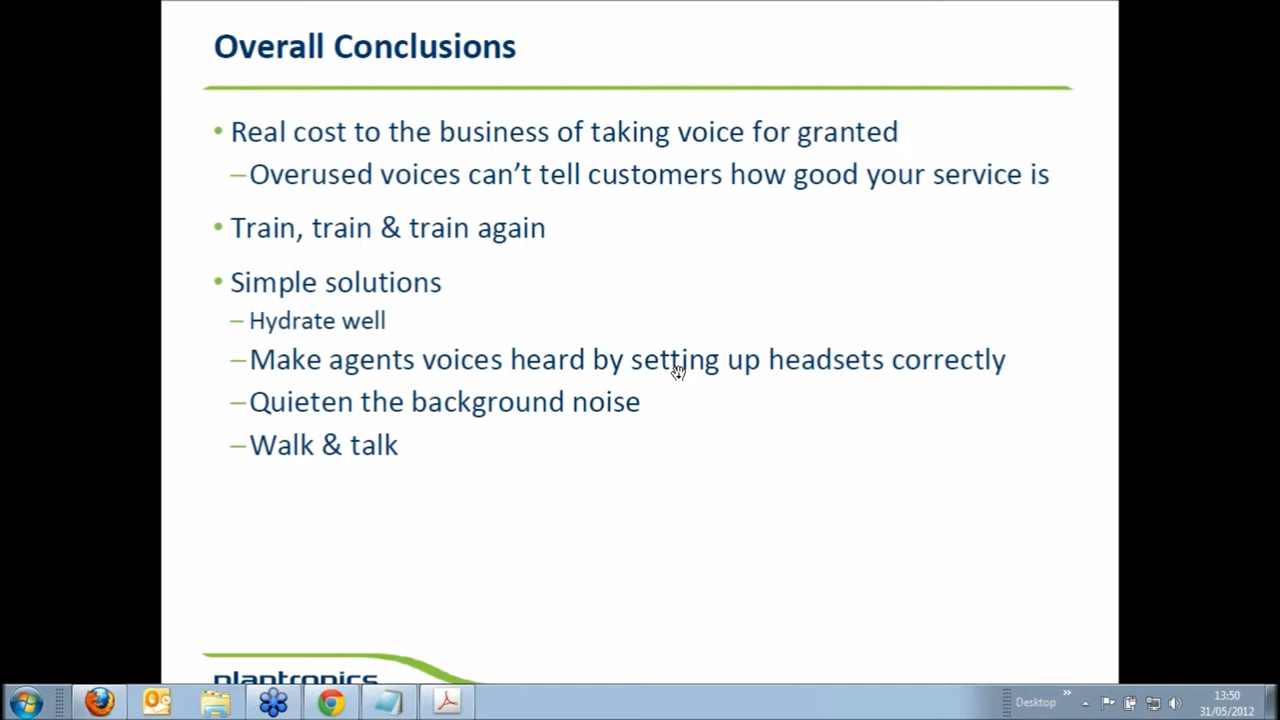 Overall Conclusions
• Real cost to the business of taking voice for granted
–Overused voices can't tell customers how good your service is
• Train, train & train again
• Simple solutions
– Hydrate well
–Make agents voices heard by setting up headsets correctly
–Quieten the background noise
–Walk & talk
plantronics
Desktop
13:50
31/05/2012